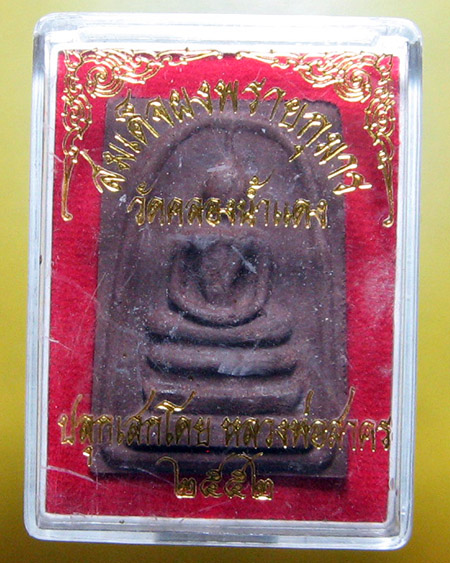 สมเด็จผงพรายกุมาร
วัดคลองน้ำแดง
ปลุกเสกโดย หลวงพ่อสาคร
๒๕๕๒